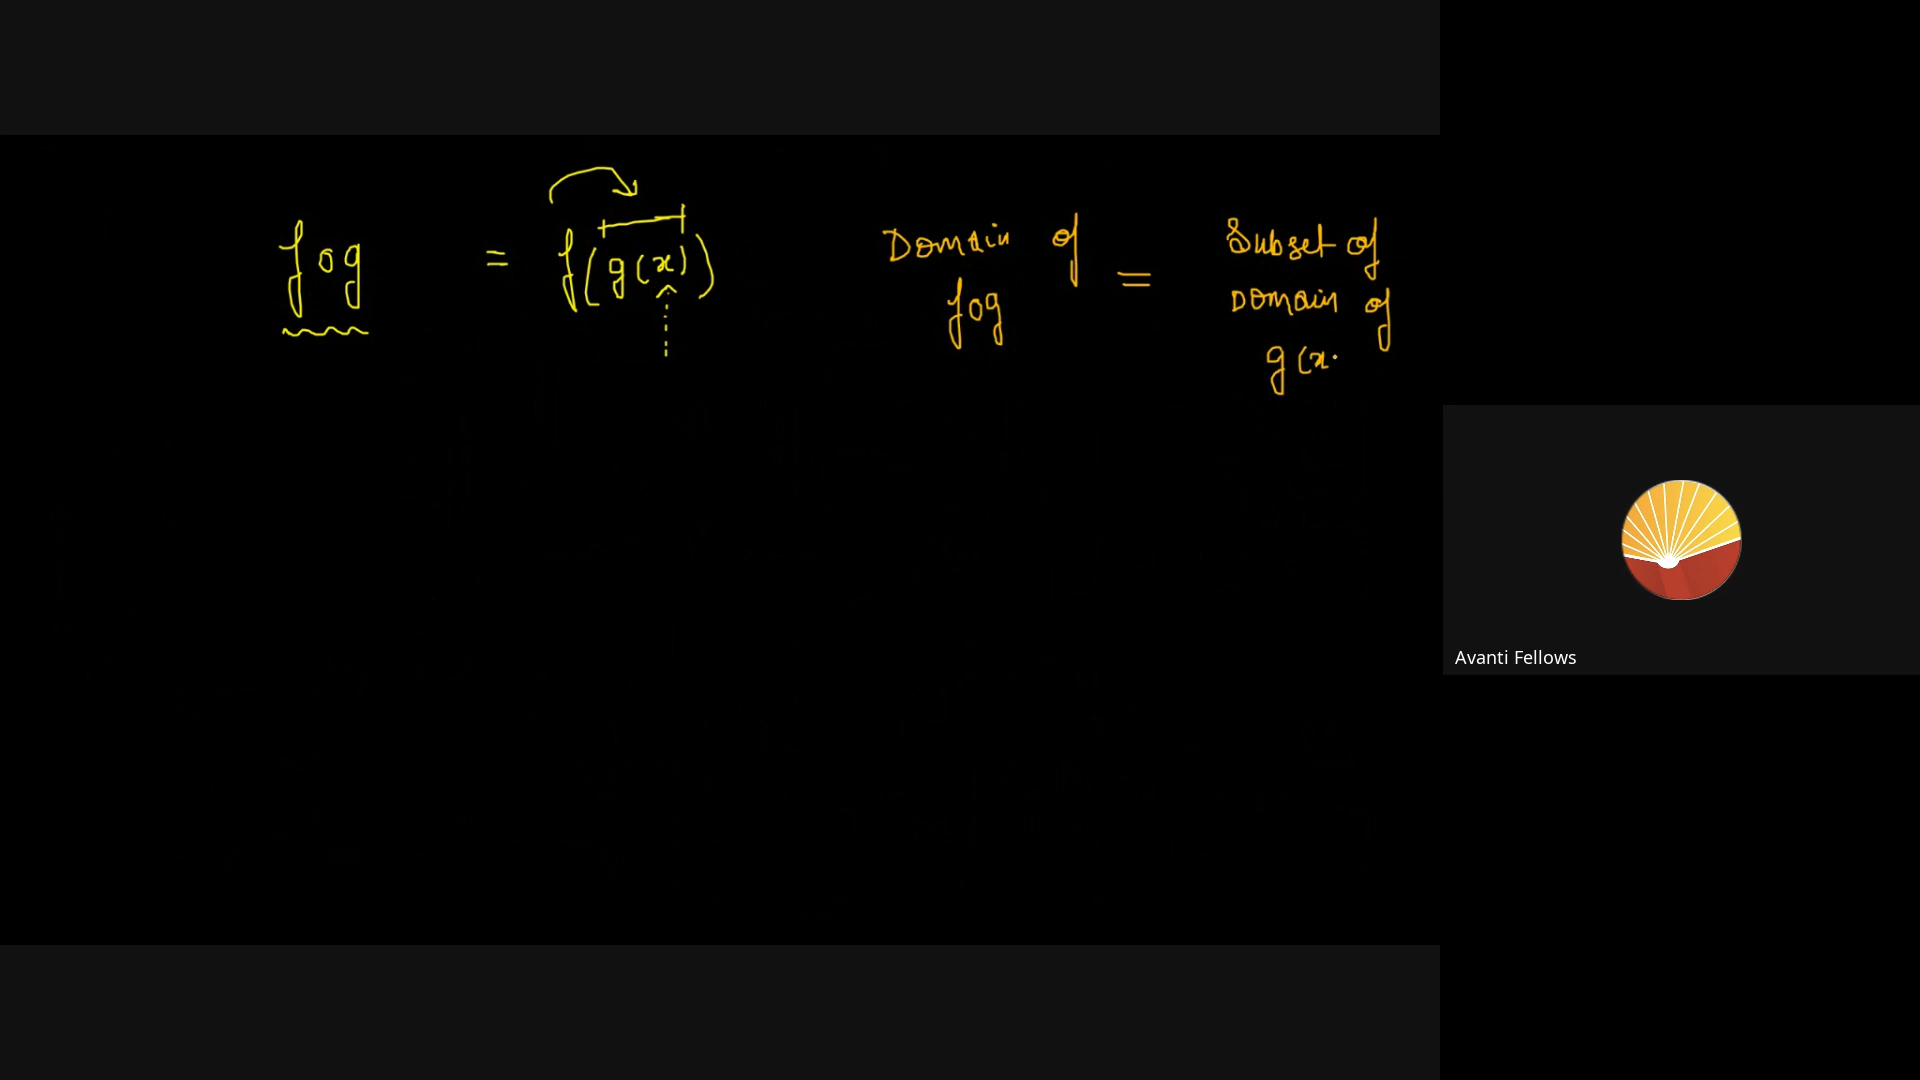 fog = f(g(x))
Domain of fog = Subset of Domain of g(x
Avanti Fellows